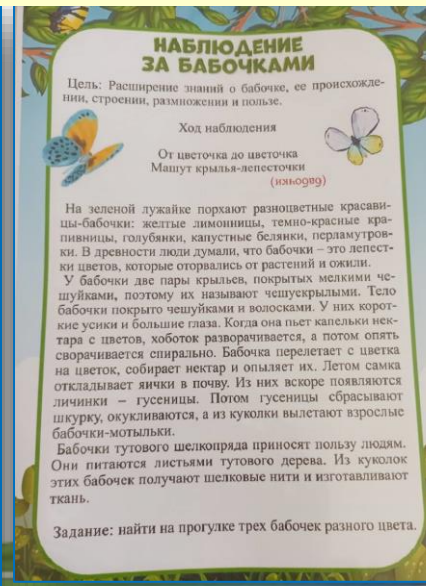 НАБЛЮДЕНИЕ
ЗА БАБОЧКАМИ
Цель: Расширение знаний о бабочке, ее происхожде-
нии, строении, размножении и пользе.
Ход наблюдения
От цветочка до цветочка
Машут крылья-лепесточки
(бабочки)
На зеленой лужайке порхают разноцветные красави-
цы-бабочки: желтые лимонницы, темно-красные кра-
пивницы, голубянки, капустные белянки, перламутров-
ки. В древности люди думали, что бабочки – это лепест-
ки цветов, которые оторвались от растений и ожили.
У бабочки две пары крыльев, покрытых мелкими че-
шуйками, поэтому их называют чешускрылыми. Тело
бабочки покрыто чешуйками и волосками. У них корот-
кие усики и большие глаза. Когда она пьет капельки нек-
тара с цветов, хоботок разворачивается, а потом опять
сворачивается спирально. Бабочка перелетает с цветка
на цветок, собирает нектар и опыляет их. Летом самка
откладывает яички в почву. Из них вскоре появляются
личинки – гусеницы. Потом гусеницы сбрасывают
шкурку, окукливаются, а из куколки вылетают взрослые
бабочки-мотыльки.
Бабочки тутового шелкопряда приносят пользу людям.
Они питаются листьями тутового дерева. Из куколок
этих бабочек получают шелковые нити и изготавливают
ткань.
Задание: найти на прогулке трех бабочек разного цвета.